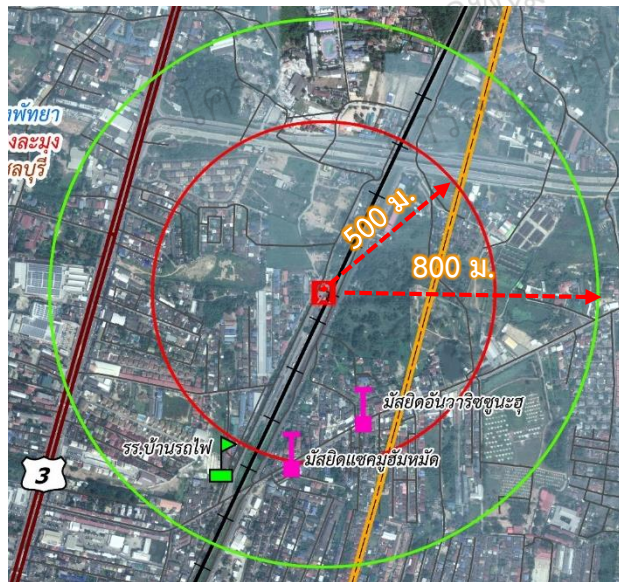 งพัทยา
งละมุง
ชลบุรี
500 ม.
800 ม.
มัสยิดอันวาริซซูนะฮุ
รร.บ้านรถไฟ
มัสยิดแซคมูฮัมหมัด
3